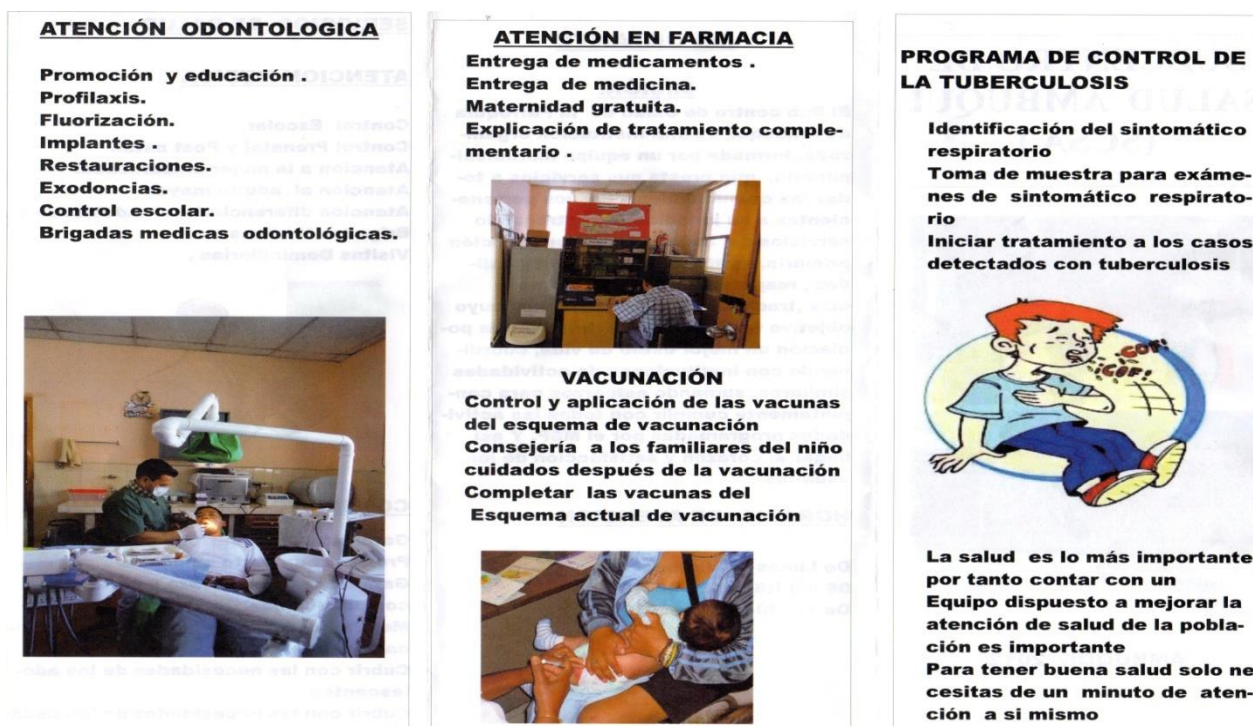 ATENCIÓN ODONTOLOGICA
Promoción y educación .
Profilaxis.
Fluorización.
Implantes .
Restauraciones.
Exodoncias.
Control escolar.
Brigadas medicas odontológicas.
ATENCIÓN EN FARMACIA
Entrega de medicamentos .
Entrega de medicina.
Maternidad gratuita.
Explicación de tratamiento comple-
mertario .
VACUNACIÓN
Control y aplicación de las vacunas
del esquema de vacunación
Consejería a los familiares del niño
cuidados después de la vacunación
Completar las vacunas del
Esquema actual de vacunación
PROGRAMA DE CONTROL DE
LA TUBERCULOSIS
Identificación del sintomático
respiratorio
Toma de muestra para exáme-
nes de sintomático respirato-
rio
Iniciar tratamiento a los casos
detectados con tuberculosis
¡COF!
¡COF!
La salud es lo más importante
por tanto contar con un
Equipo dispuesto a mejorar la
atención de salud de la pobla-
ción es importante
Para tener buena salud solo ne
cesitas de un minuto de aten-
ción a si mismo